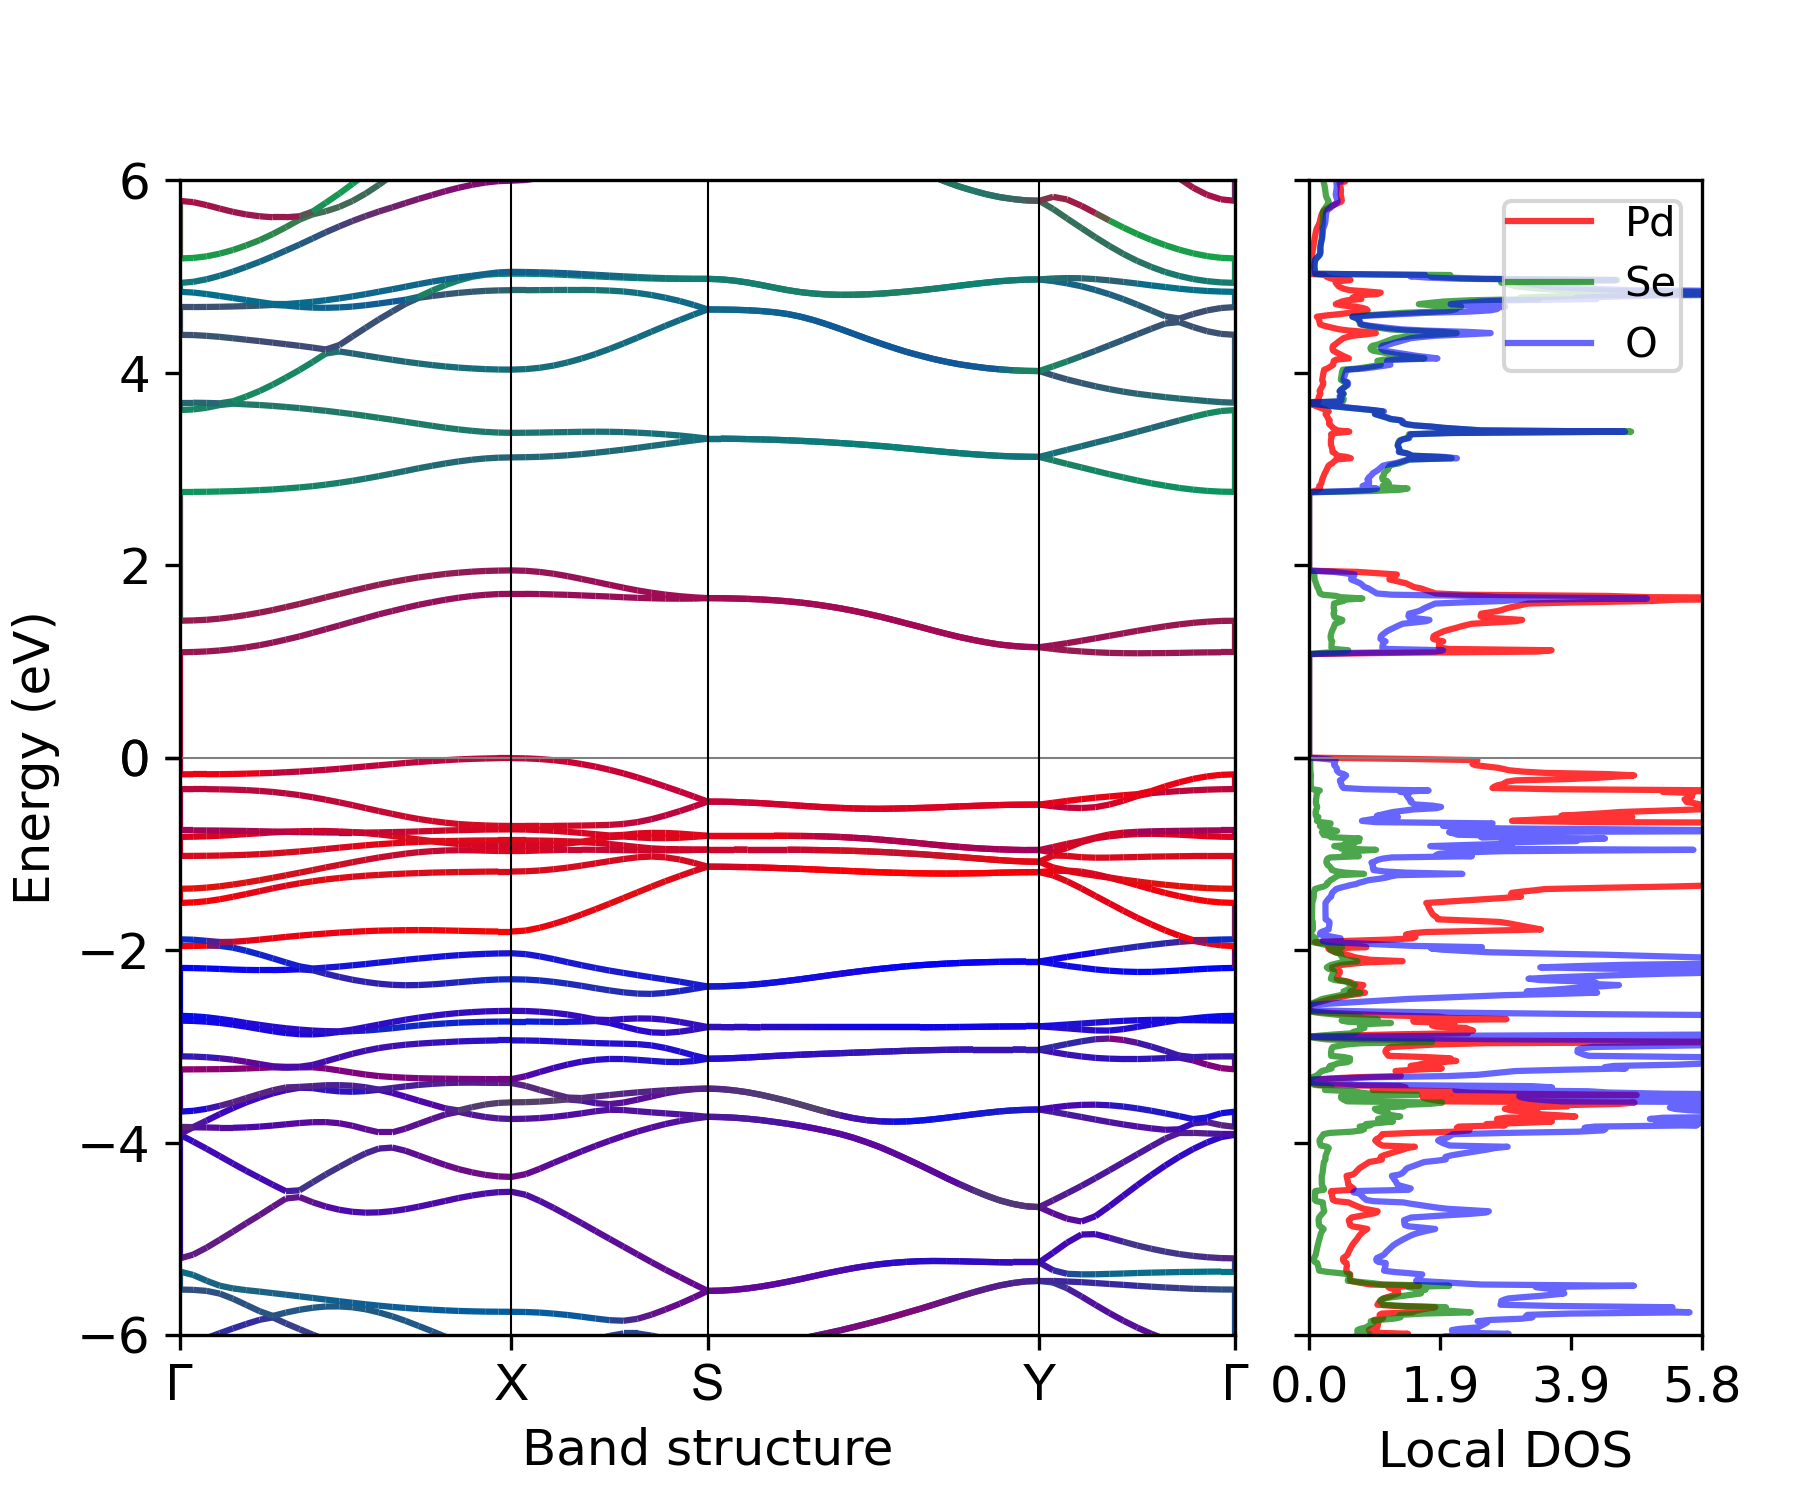 6
4
2
0
−2
−4
−6
Energy (eV)
Γ X S Y Γ
Band structure
Pd
Se
O
0.0 1.9 3.9 5.8
Local DOS